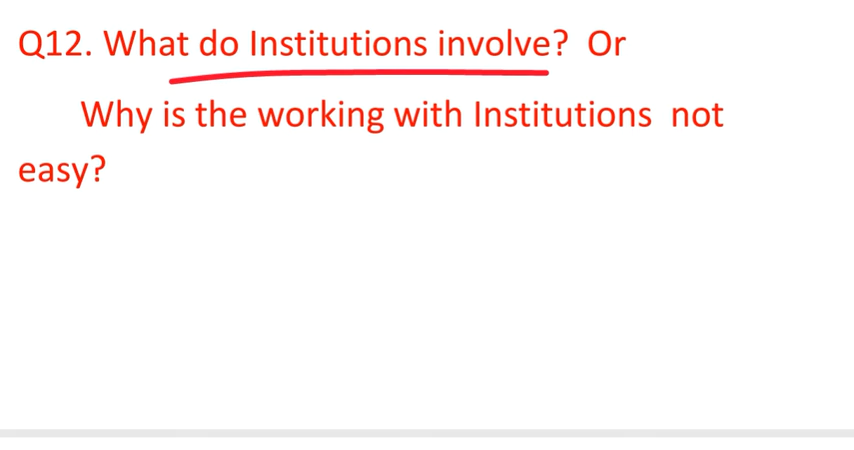 Q12. What do Institutions involve? Or
Why is the working with Institutions not
easy?